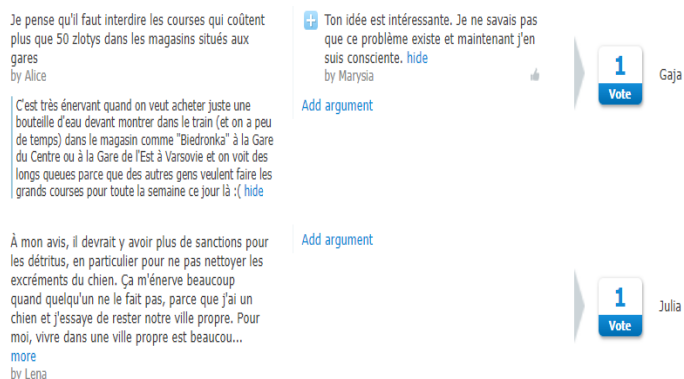 Je pense qu'il faut interdire les courses qui coûtent
plus que 50 zlotys dans les magasins situés aux
gares
by Alice
C'est très énervant quand on veut acheter juste une
bouteille d'eau devant montrer dans le train (et on a peu
de temps) dans le magasin comme "Biedronka" à la Gare
du Centre ou à la Gare de l'Est à Varsovie et on voit des
longs queues parce que des autres gens veulent faire les
grands courses pour toute la semaine ce jour là :( hide
Ton idée est intéressante. Je ne savais pas
que ce problème existe et maintenant j'en
suis consciente. hide
by Marysia
Add argument
1
Vote
Gaja
À mon avis, il devrait y avoir plus de sanctions pour
les détritus, en particulier pour ne pas nettoyer les
excréments du chien. Ça m'énerve beaucoup
quand quelqu'un ne le fait pas, parce que j'ai un
chien et j'essaye de rester notre ville propre. Pour
moi, vivre dans une ville propre est beaucou...
more
by Lena
Add argument
1
Vote
Julia